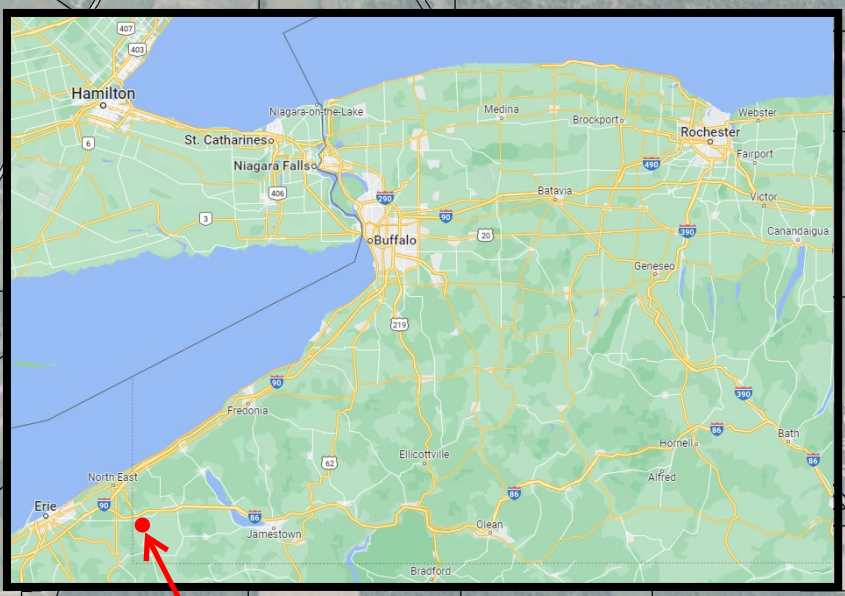 407
403
Hamilton
Niagara-on-the-Lake
Medina
Webster
Brockport
6
St. Catharines
Rochester
Niagara Falls
Fairport
490
406
290
Batavia
Victor
3
90
20
390
Canandaigua
Buffalo
Geneseo
219
90
390
Fredonia
86
Bath
Hornell
Ellicottville
62
86
North East
Alfred
86
90
Erie
86
Olean
Jamestown
Bradford